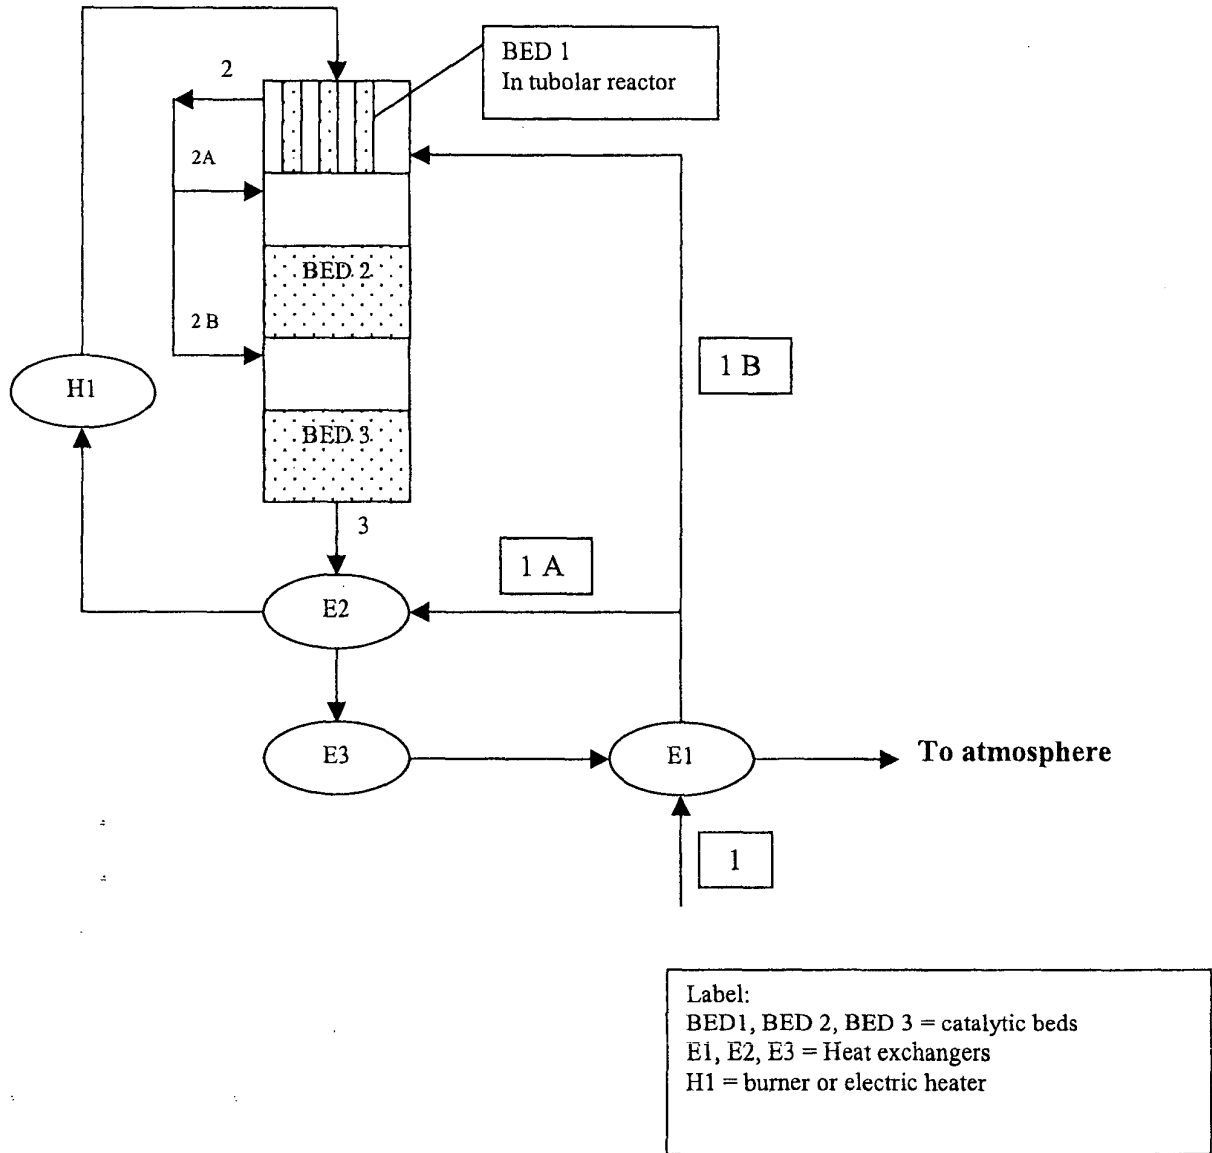 BED 1
In tubolar reactor
2
2A
BED 2
2 B
1 B
H1
BED 3
3
1 A
E2
E3
E1
To atmosphere
1
Label:
BED1, BED 2, BED 3 = catalytic beds
E1, E2, E3 = Heat exchangers
H1 = burner or electric heater